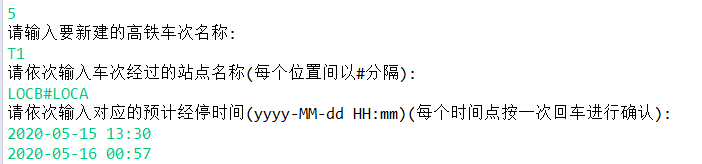 5
请输入要新建的高铁车次名称:
T1
请依次输入车次经过的站点名称(每个位置间以#分隔):
LOCB#LOCA
请依次输入对应的预计经停时间(yyyy-MM-dd HH:mm)(每个时间点按一次回车进行确认):
2020-05-15 13:30
2020-05-16 00:57